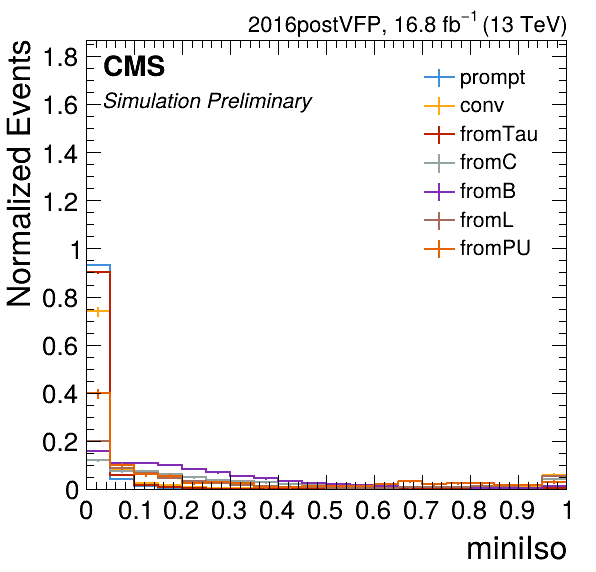 2016postVFP, 16.8 fb⁻¹ (13 TeV)
CMS
Simulation Preliminary
prompt
conv
fromTau
fromC
fromB
fromL
fromPU
Normalized Events
1.8
1.6
1.4
1.2
1
0.8
0.6
0.4
0.2
0
0 0.1 0.2 0.3 0.4 0.5 0.6 0.7 0.8 0.9 1
miniIso